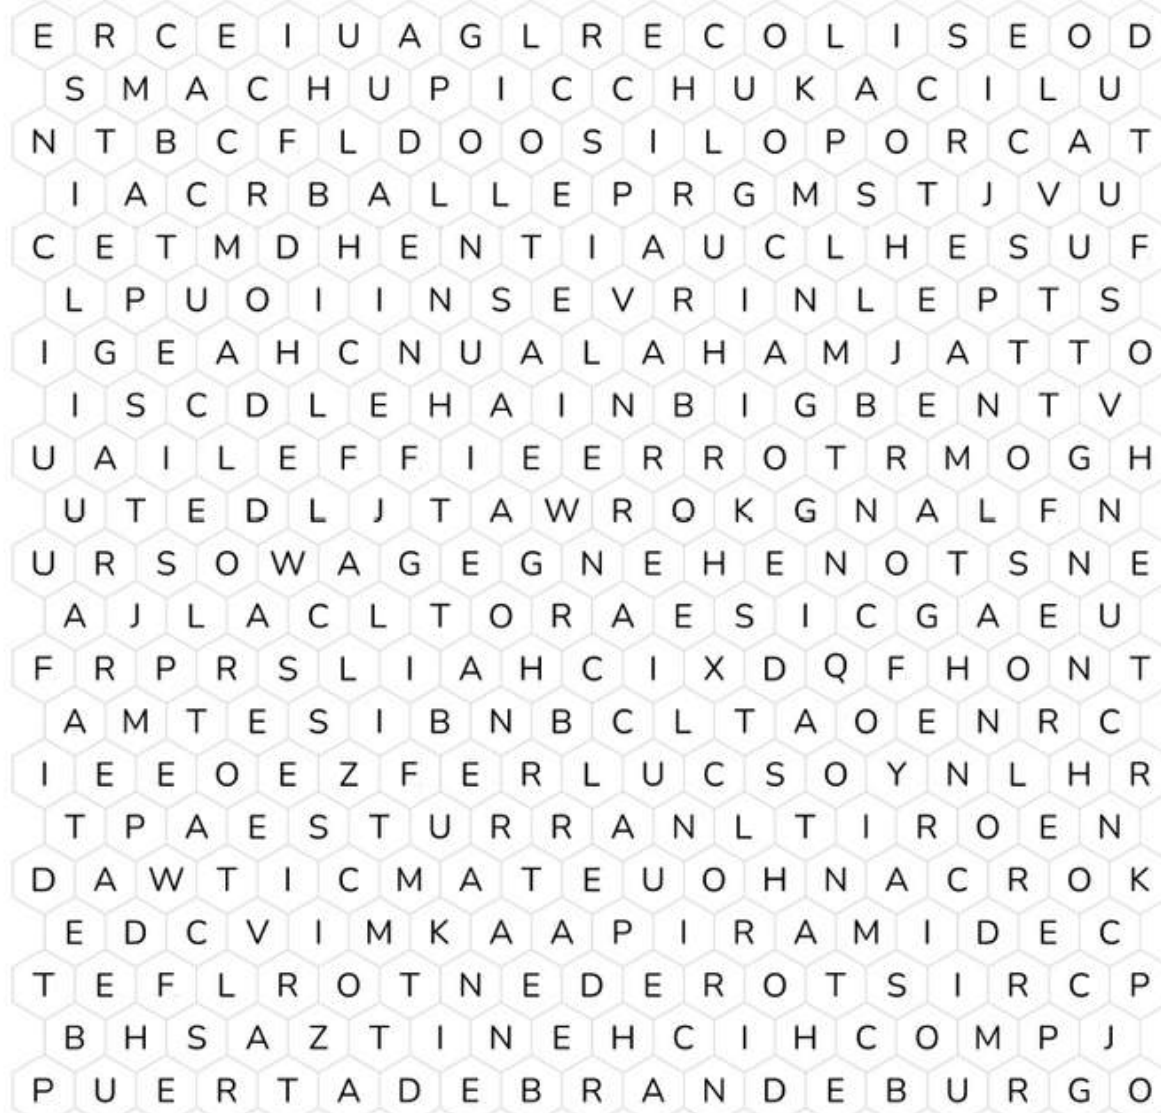 E R C E I U A G L R E C O L I S E O D
S M A C H U P I C C H U K A C I L U
N T B C F L D O O S I L O P O R C A T
I A C R B A L L E P R G M S T J V U
C E T M D H E N T I A U C L H E S U F
L P U O I I N S E V R I N L E P T S
I G E A H C N U A L A H A M J A T T O
I S C D L E H A I N B I G B E N T V
U A I L E F F I E E R R O T R M O G H
U T E D L J T A W R O K G N A L F N
U R S O W A G E G N E H E N O T S N E
A J L A C L T O R A E S I C G A E U
F R P R S L I A H C I X D Q F H O N T
A M T E S I B N B C L T A O E N R C
I E E O E Z F E R L U C S O Y N L H R
T P A E S T U R R A N L T I R O E N
D A W T I C M A T E U O H N A C R O K
E D C V I M K A A P I R A M I D E C
T E F L R O T N E D E R O T S I R C P
B H S A Z T I N E H C I H C O M P J
P U E R T A D E B R A N D E B U R G O